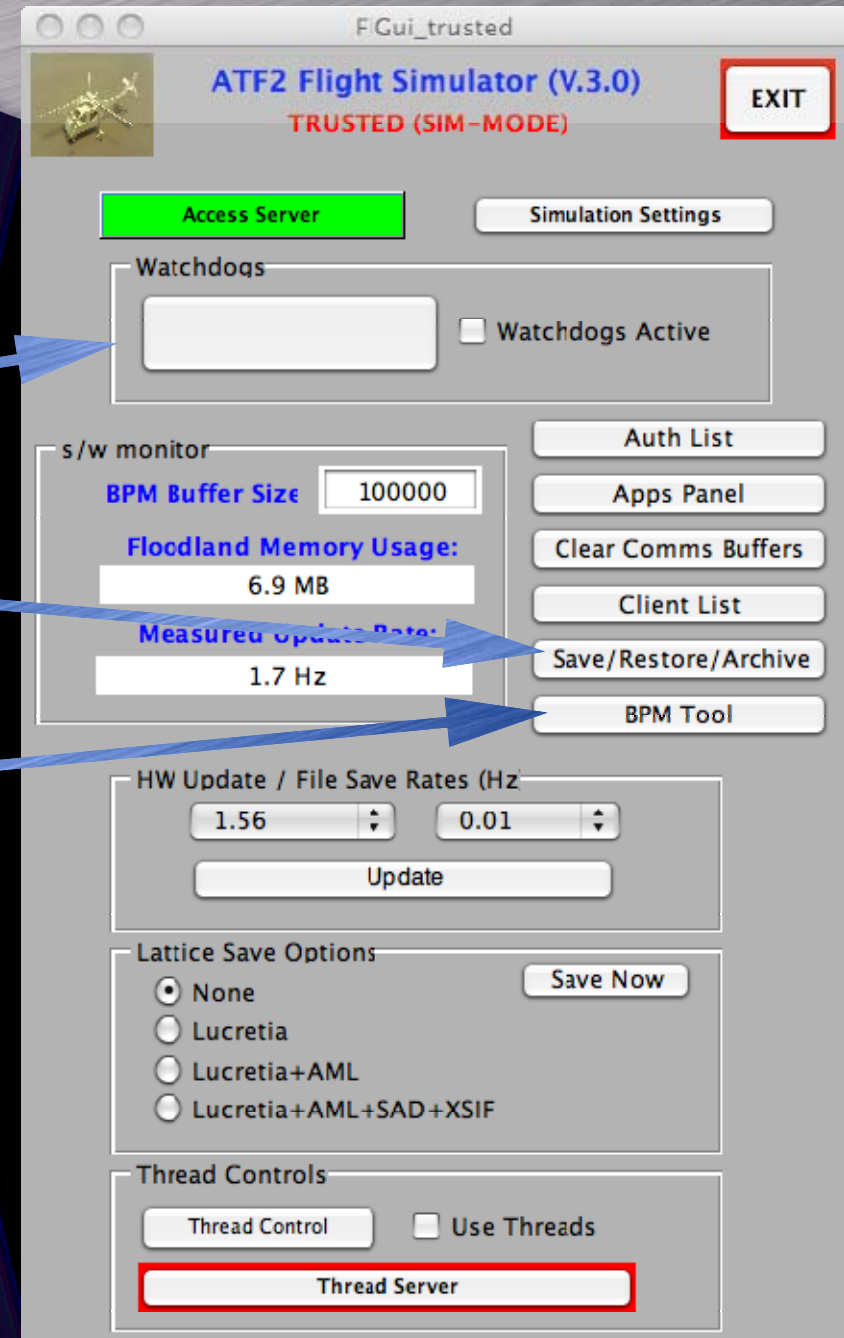 FlGui_trusted
ATF2 Flight Simulator (V.3.0)
EXIT
TRUSTED (SIM-MODE)
Access Server
Simulation Settings
Watchdogs
Watchdogs Active
s/w monitor
BPM Buffer Size
100000
Floodland Memory Usage:
6.9 MB
Measured Update Rate:
1.7 Hz
Auth List
Apps Panel
Clear Comms Buffers
Client List
Save/Restore/Archive
BPM Tool
HW Update / File Save Rates (Hz)
1.56
0.01
Update
Lattice Save Options
Save Now
None
Lucretia
Lucretia+AML
Lucretia+AML+SAD+XSIF
Thread Controls
Thread Control
Use Threads
Thread Server